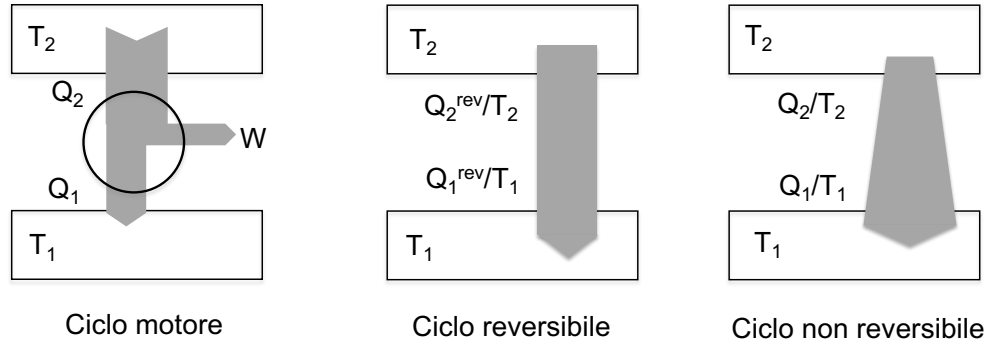 T₂
Q₂
W
Q₁
T₁
Ciclo motore
T₂
Q₂ʳᵉᵛ/T₂
Q₁ʳᵉᵛ/T₁
T₁
Ciclo reversibile
T₂
Q₂/T₂
Q₁/T₁
T₁
Ciclo non reversibile